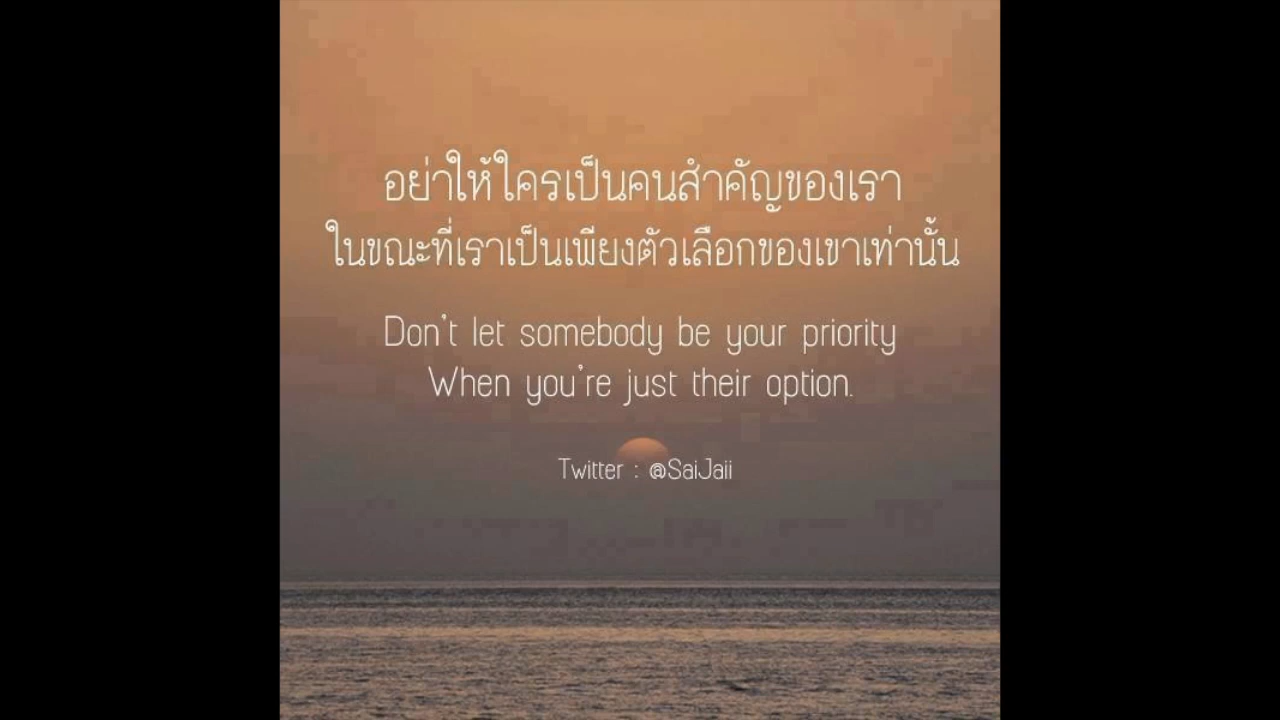 อย่าให้ใครเป็นคนสำคัญของเรา
ในขณะที่เราเป็นเพียงตัวเลือกของเขาเท่านั้น
Don't let somebody be your priority
When you're just their option.
Twitter : @SaiJaii